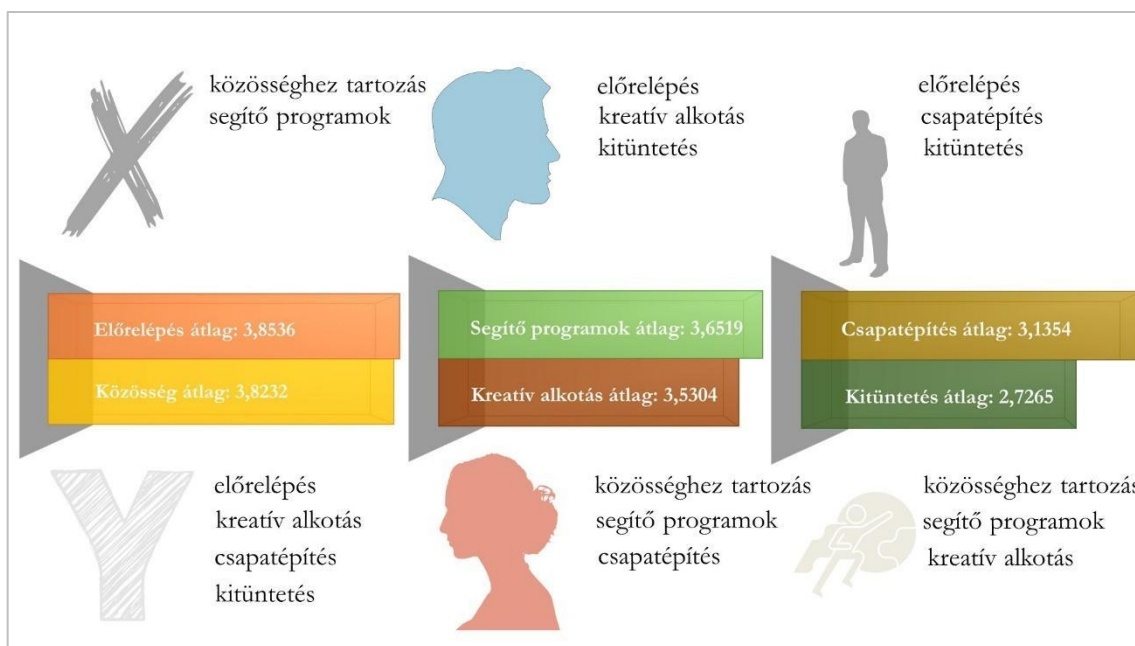 X
közösséghez tartozás
segítő programok
előrelépés
kreatív alkotás
kitüntetés
előrelépés
csapatépítés
kitüntetés
Előrelépés átlag: 3,8536
Közösség átlag: 3,8232
Segítő programok átlag: 3,6519
Kreatív alkotás átlag: 3,5304
Csapatépítés átlag: 3,1354
Kitüntetés átlag: 2,7265
Y
előrelépés
kreatív alkotás
csapatépítés
kitüntetés
közösséghez tartozás
segítő programok
csapatépítés
közösséghez tartozás
segítő programok
kreatív alkotás